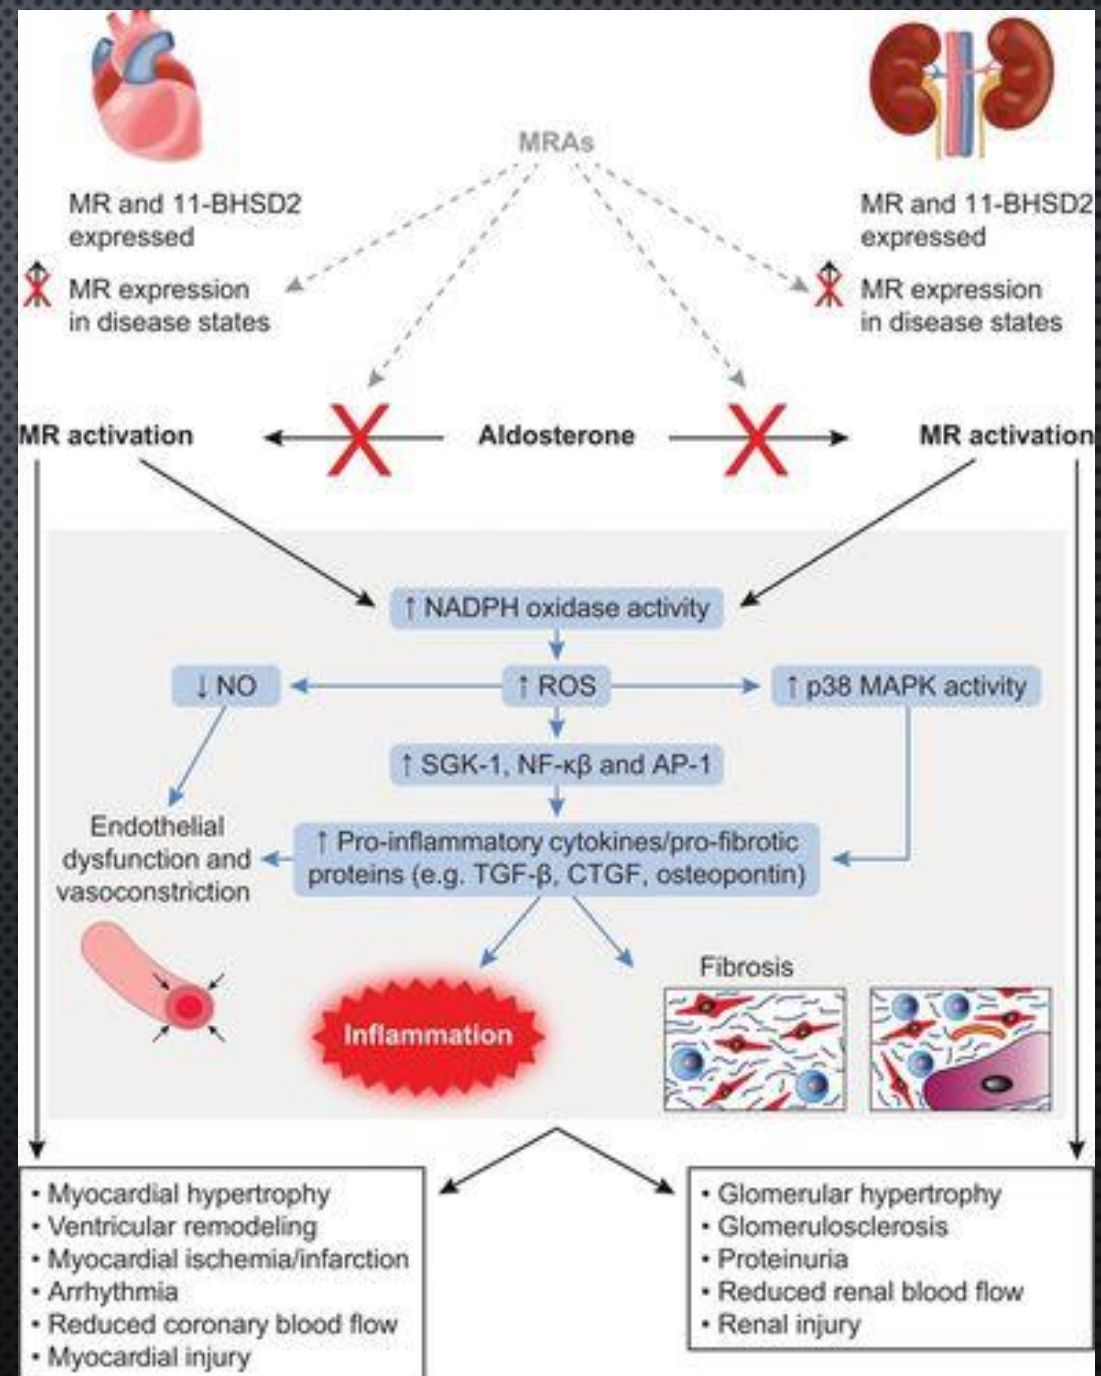 MRAs
MR and 11-BHSD2
expressed
↑ MR expression
in disease states
MR and 11-BHSD2
expressed
↑ MR expression
in disease states
MR activation
Aldosterone
MR activation
↑ NADPH oxidase activity
↓ NO
↑ ROS
↑ p38 MAPK activity
↑ SGK-1, NF-κβ and AP-1
Endothelial
dysfunction and
vasoconstriction
↑ Pro-inflammatory cytokines/pro-fibrotic
proteins (e.g. TGF-β, CTGF, osteopontin)
Inflammation
Fibrosis
• Myocardial hypertrophy
• Ventricular remodeling
• Myocardial ischemia/infarction
• Arrhythmia
• Reduced coronary blood flow
• Myocardial injury
• Glomerular hypertrophy
• Glomerulosclerosis
• Proteinuria
• Reduced renal blood flow
• Renal injury